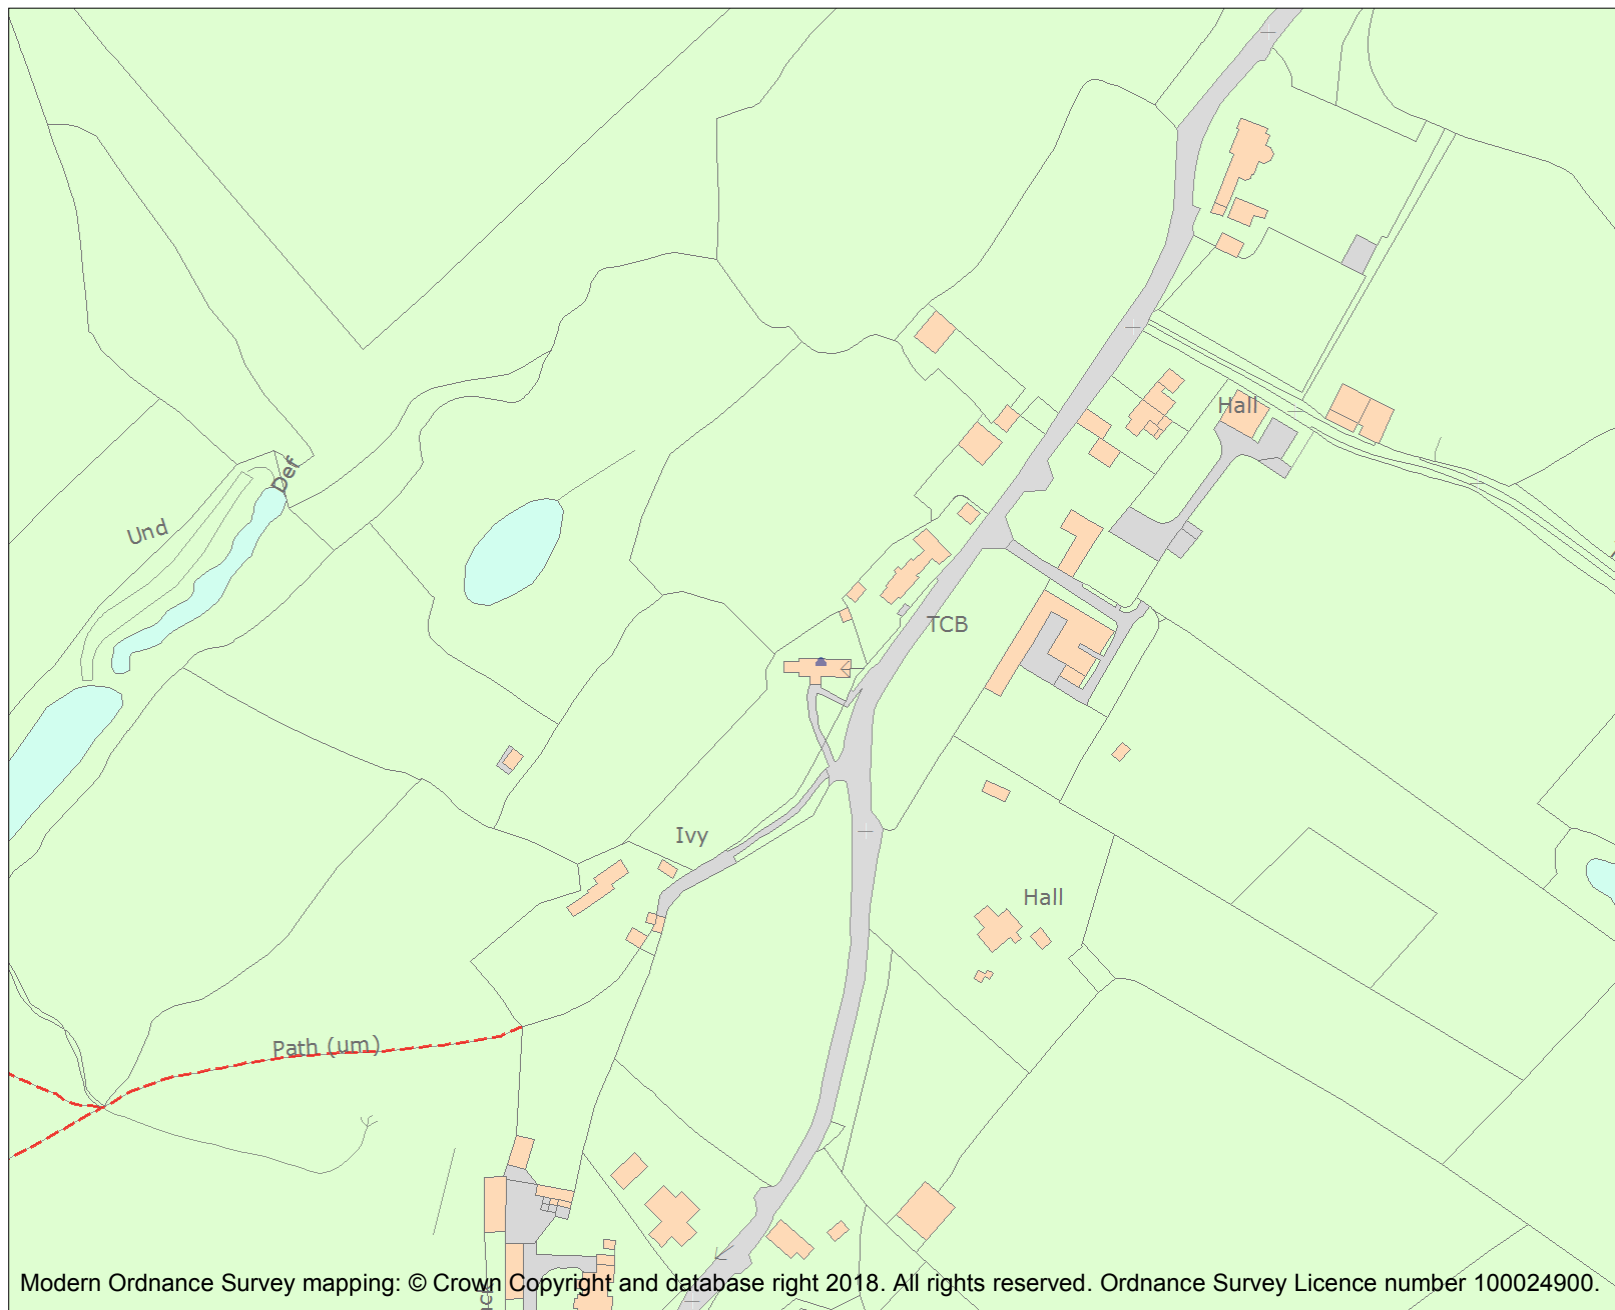 Hall
Def
Und
TCB
Ivy
Hall
Path (um)
Modern Ordnance Survey mapping: © Crown Copyright and database right 2018. All rights reserved. Ordnance Survey Licence number 100024900.